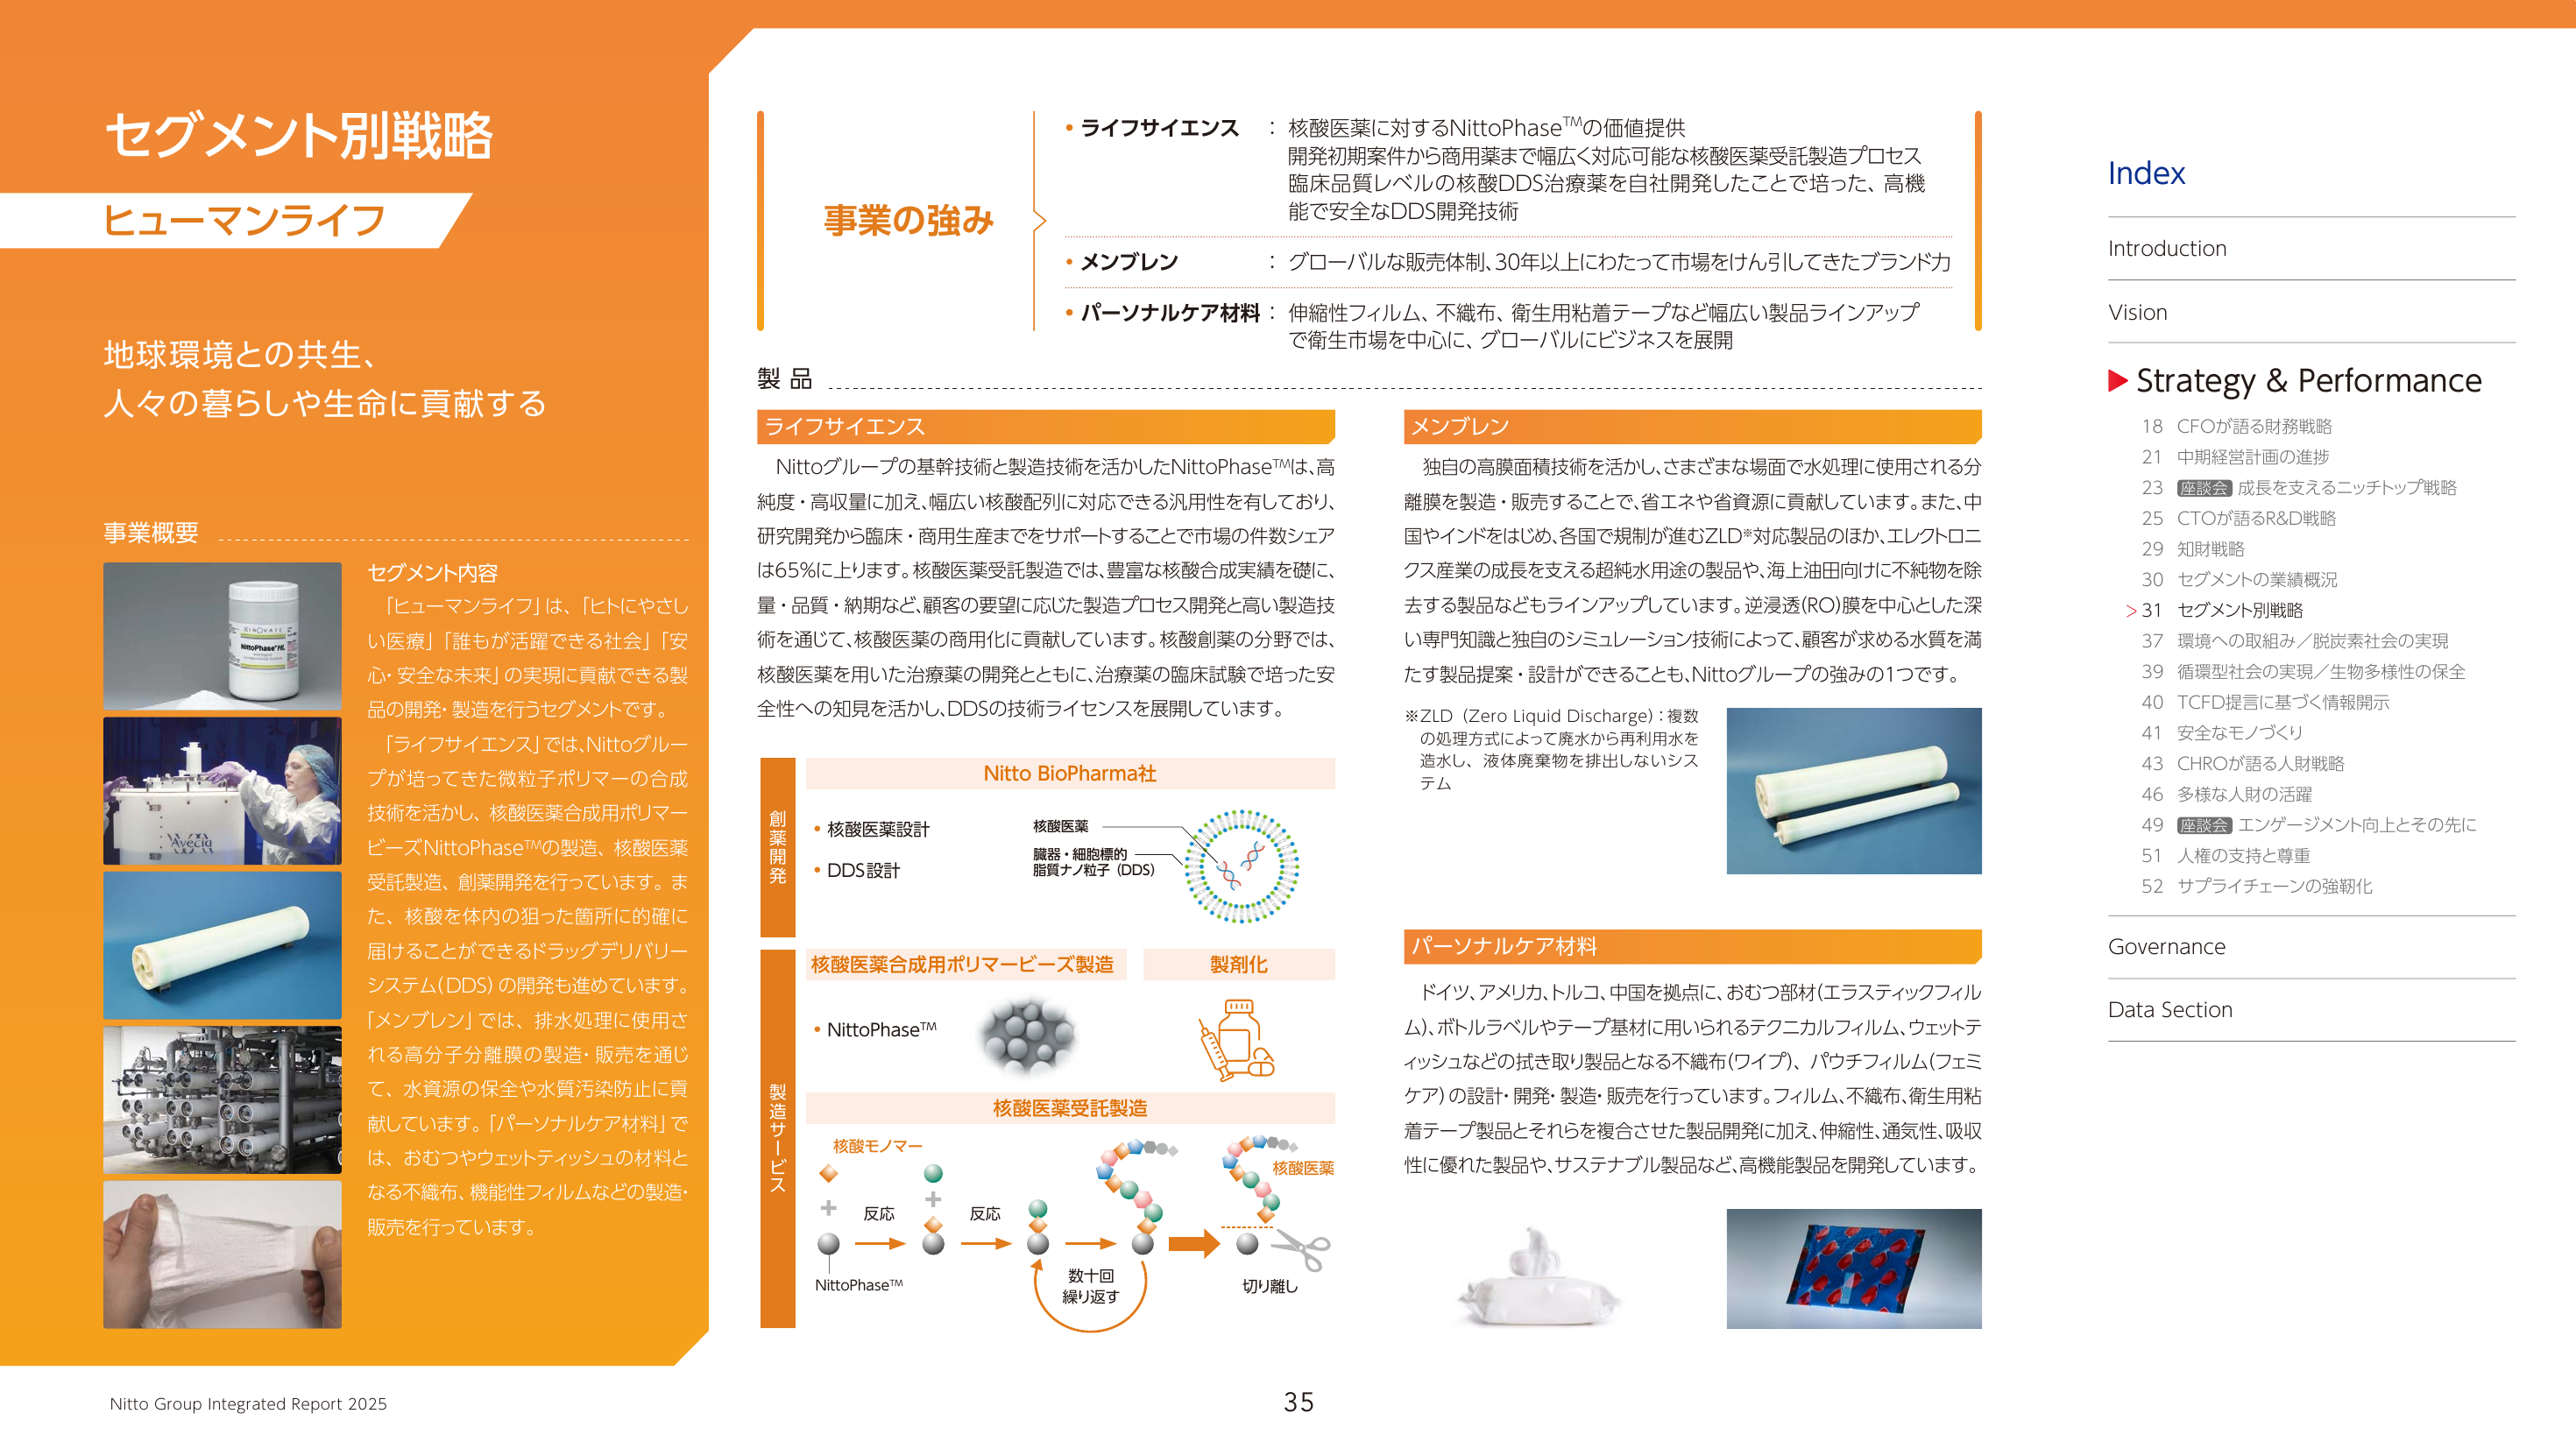 セグメント別戦略
ヒューマンライフ
地球環境との共生、
人々の暮らしや生命に貢献する
事業概要
KINOVATE
NittoPhase®HL
Avecia
セグメント内容
「ヒューマンライフ」は、「ヒトにやさし
い医療」「誰もが活躍できる社会」「安
心・安全な未来」の実現に貢献できる製
品の開発・製造を行うセグメントです。
「ライフサイエンス」では、Nittoグルー
プが培ってきた微粒子ポリマーの合成
技術を活かし、核酸医薬合成用ポリマー
ビーズNittoPhase™の製造、核酸医薬
受託製造、創薬開発を行っています。ま
た、核酸を体内の狙った箇所に的確に
届けることができるドラッグデリバリー
システム(DDS)の開発も進めています。
「メンブレン」では、排水処理に使用さ
れる高分子分離膜の製造・販売を通じ
て、水資源の保全や水質汚染防止に貢
献しています。「パーソナルケア材料」で
は、おむつやウェットティッシュの材料と
なる不織布、機能性フィルムなどの製造・
販売を行っています。
事業の強み
• ライフサイエンス ： 核酸医薬に対するNittoPhase™の価値提供
開発初期案件から商用薬まで幅広く対応可能な核酸医薬受託製造プロセス
臨床品質レベルの核酸DDS治療薬を自社開発したことで培った、高機
能で安全なDDS開発技術
• メンブレン ： グローバルな販売体制、30年以上にわたって市場をけん引してきたブランド力
• パーソナルケア材料 ： 伸縮性フィルム、不織布、衛生用粘着テープなど幅広い製品ラインアップ
で衛生市場を中心に、グローバルにビジネスを展開
製品
ライフサイエンス
Nittoグループの基幹技術と製造技術を活かしたNittoPhase™は、高
純度・高収量に加え、幅広い核酸配列に対応できる汎用性を有しており、
研究開発から臨床・商用生産までをサポートすることで市場の件数シェア
は65%に上ります。核酸医薬受託製造では、豊富な核酸合成実績を礎に、
量・品質・納期など、顧客の要望に応じた製造プロセス開発と高い製造技
術を通じて、核酸医薬の商用化に貢献しています。核酸創薬の分野では、
核酸医薬を用いた治療薬の開発とともに、治療薬の臨床試験で培った安
全性への知見を活かし、DDSの技術ライセンスを展開しています。
創薬開発
Nitto BioPharma社
• 核酸医薬設計
• DDS設計
核酸医薬
臓器・細胞標的
脂質ナノ粒子（DDS）
製造サービス
核酸医薬合成用ポリマービーズ製造
製剤化
• NittoPhase™
核酸医薬受託製造
核酸モノマー
核酸医薬
+
+
反応
反応
NittoPhase™
数十回
繰り返す
切り離し
メンブレン
独自の高膜面積技術を活かし、さまざまな場面で水処理に使用される分
離膜を製造・販売することで、省エネや省資源に貢献しています。また、中
国やインドをはじめ、各国で規制が進むZLD※対応製品のほか、エレクトロニ
クス産業の成長を支える超純水用途の製品や、海上油田向けに不純物を除
去する製品などもラインアップしています。逆浸透(RO)膜を中心とした深
い専門知識と独自のシミュレーション技術によって、顧客が求める水質を満
たす製品提案・設計ができることも、Nittoグループの強みの1つです。
※ZLD（Zero Liquid Discharge）：複数
の処理方式によって廃水から再利用水を
造水し、液体廃棄物を排出しないシス
テム
パーソナルケア材料
ドイツ、アメリカ、トルコ、中国を拠点に、おむつ部材(エラスティックフィル
ム)、ボトルラベルやテープ基材に用いられるテクニカルフィルム、ウェットテ
ィッシュなどの拭き取り製品となる不織布(ワイプ)、パウチフィルム(フェミ
ケア)の設計・開発・製造・販売を行っています。フィルム、不織布、衛生用粘
着テープ製品とそれらを複合させた製品開発に加え、伸縮性、通気性、吸収
性に優れた製品や、サステナブル製品など、高機能製品を開発しています。
Index
Introduction
Vision
Strategy & Performance
18 CFOが語る財務戦略
21 中期経営計画の進捗
23 座談会 成長を支えるニッチトップ戦略
25 CTOが語るR&D戦略
29 知財戦略
30 セグメントの業績概況
> 31 セグメント別戦略
37 環境への取組み／脱炭素社会の実現
39 循環型社会の実現／生物多様性の保全
40 TCFD提言に基づく情報開示
41 安全なモノづくり
43 CHROが語る人財戦略
46 多様な人財の活躍
49 座談会 エンゲージメント向上とその先に
51 人権の支持と尊重
52 サプライチェーンの強靭化
Governance
Data Section
Nitto Group Integrated Report 2025
35